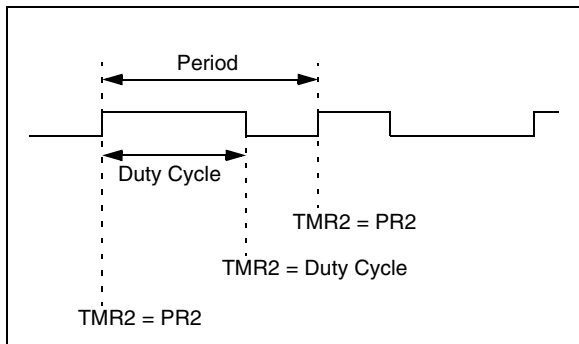 Period
Duty Cycle
TMR2 = PR2
TMR2 = Duty Cycle
TMR2 = PR2